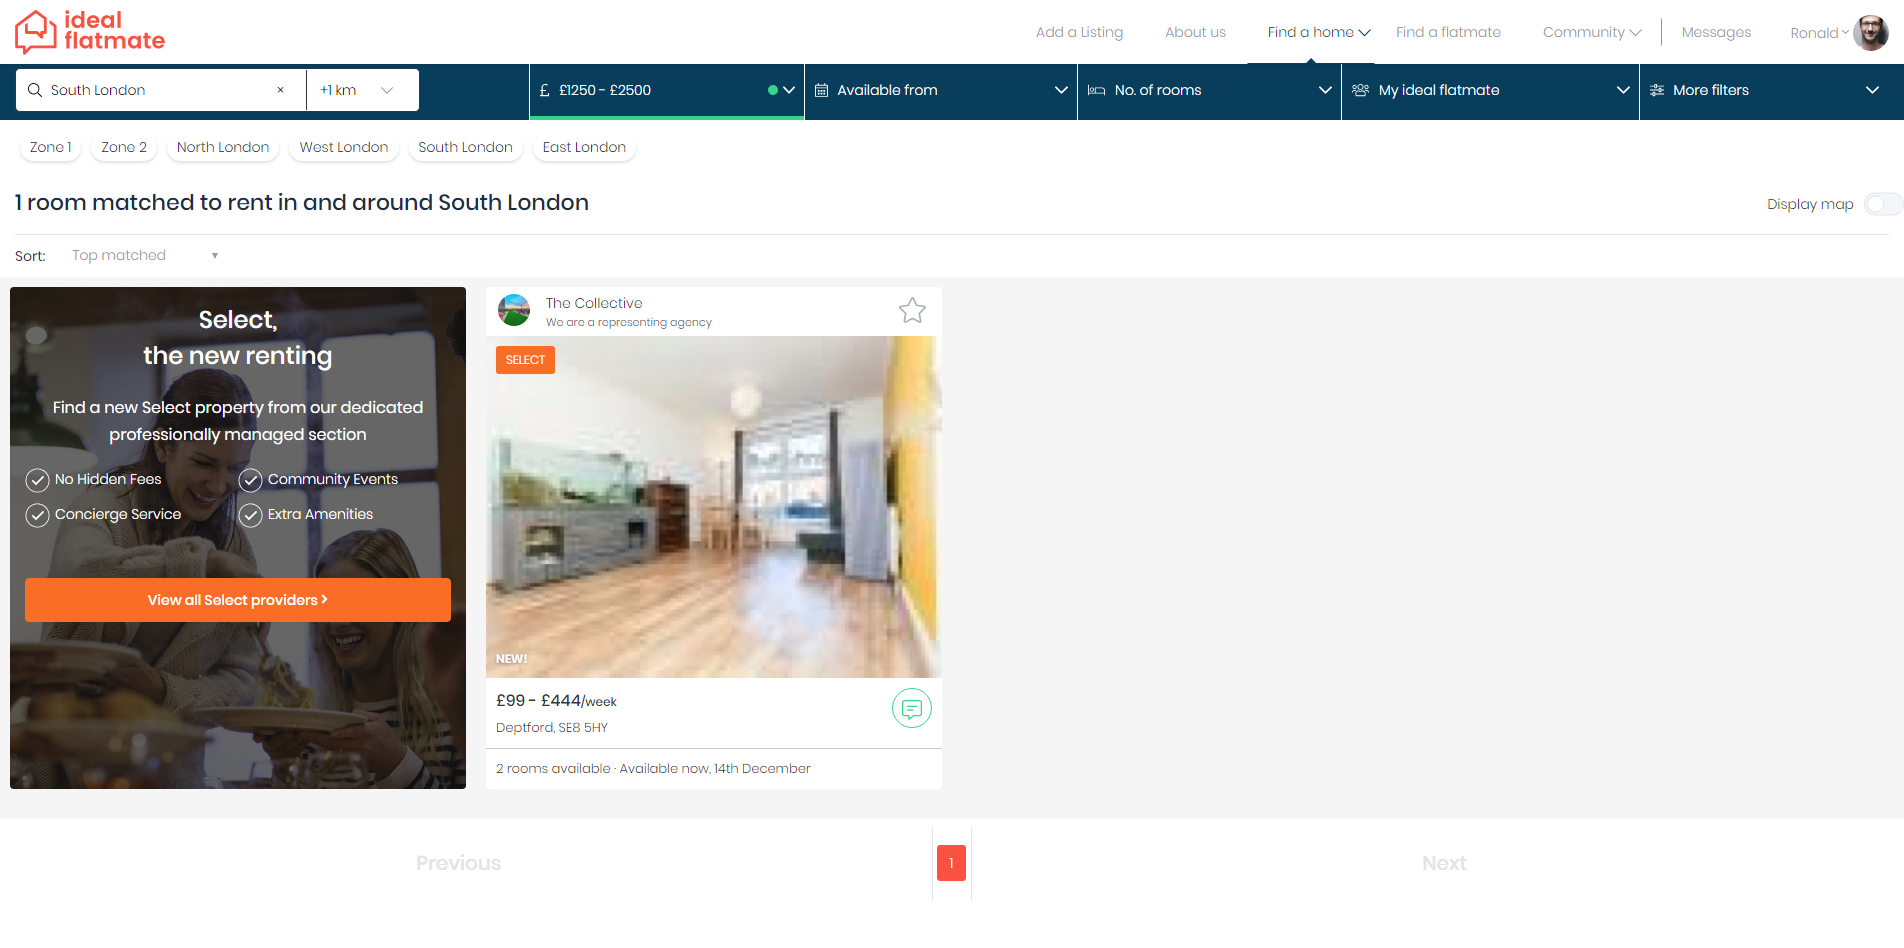 ideal
flatmate
Add a Listing
About us
Find a home
Find a flatmate
Community
Messages
Ronald
South London
×
+1 km
£ £1250 - £2500
Available from
No. of rooms
My ideal flatmate
More filters
Zone 1
Zone 2
North London
West London
South London
East London
1 room matched to rent in and around South London
Display map
Sort:
Top matched
Select,
the new renting
Find a new Select property from our dedicated
professionally managed section
No Hidden Fees
Community Events
Concierge Service
Extra Amenities
View all Select providers
The Collective
We are a representing agency
SELECT
NEW!
£99 - £444/week
Deptford, SE8 5HY
2 rooms available · Available now, 14th December
Previous
1
Next